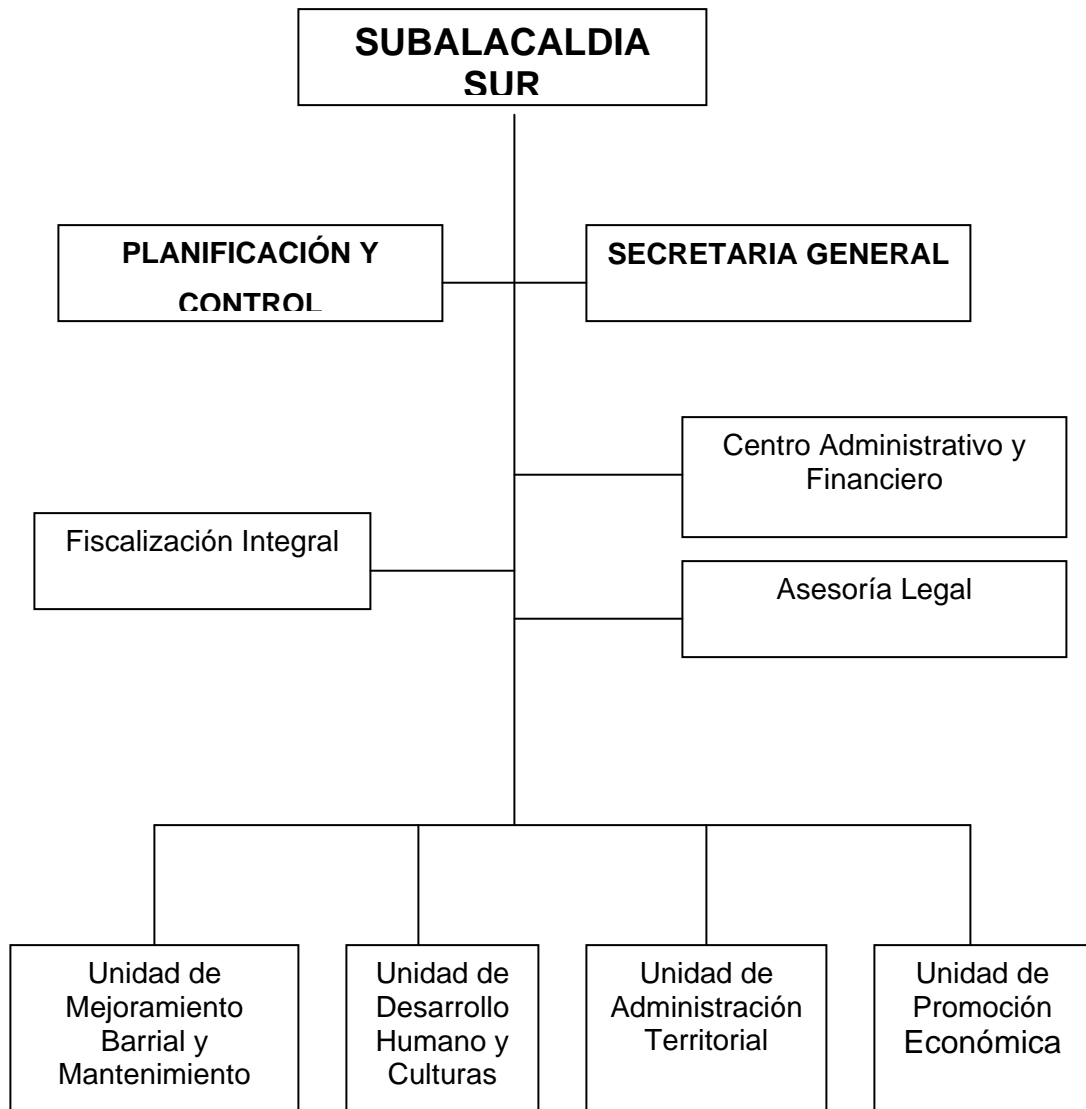 SUBALACALDIA
SUR
PLANIFICACIÓN Y
CONTROL
SECRETARIA GENERAL
Centro Administrativo y
Financiero
Fiscalización Integral
Asesoría Legal
Unidad de
Mejoramiento
Barrial y
Mantenimiento
Unidad de
Desarrollo
Humano y
Culturas
Unidad de
Administración
Territorial
Unidad de
Promoción
Económica